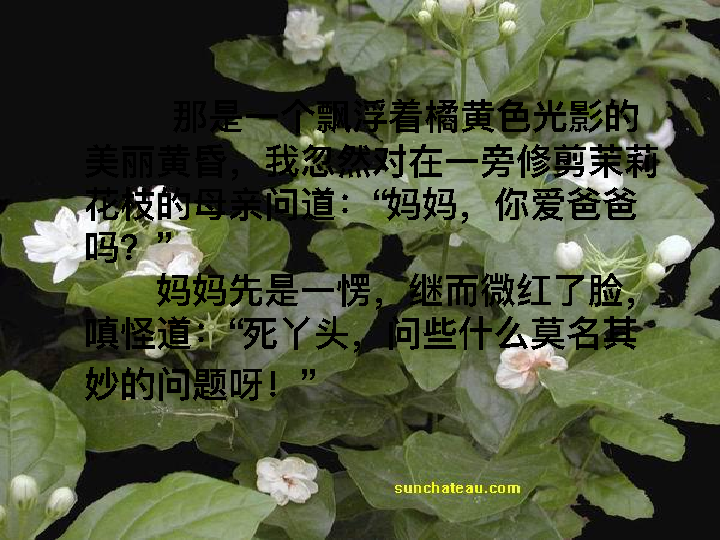 那是一个飘浮着橘黄色光影的
美丽黄昏，我忽然对在一旁修剪茉莉
花枝的母亲问道：“妈妈，你爱爸爸
吗？”
妈妈先是一愣，继而微红了脸，
嗔怪道：“死丫头，问些什么莫名其
妙的问题呀！”
sunchateau.com